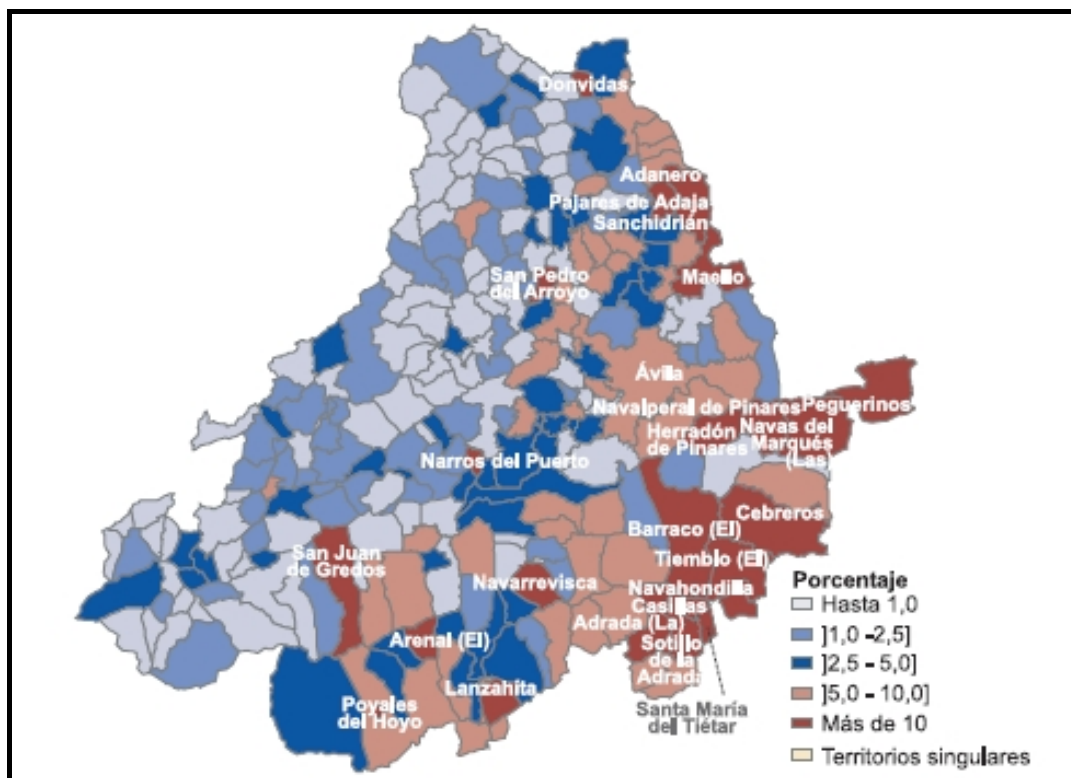 Donvidas
Adanero
Pajares de Adaja
Sanchidrián
San Pedro
del Arroyo
Maello
Ávila
Navalperal de Pinares
Peguerinos
Herradón
de Pinares
Navas del
Marqués
(Las)
Narros del Puerto
Cebreros
Barraco (El)
San Juan
de Gredos
Tiemblo (El)
Navarrevisca
Navahondilla
Casillas
Adrada (La)
Arenal (El)
Sotillo
de la
Adrada
Lanzahíta
Poyales
del Hoyo
Santa María
del Tiétar
Porcentaje
Hasta 1,0
]1,0 -2,5]
]2,5 - 5,0]
]5,0 - 10,0]
Más de 10
Territorios singulares